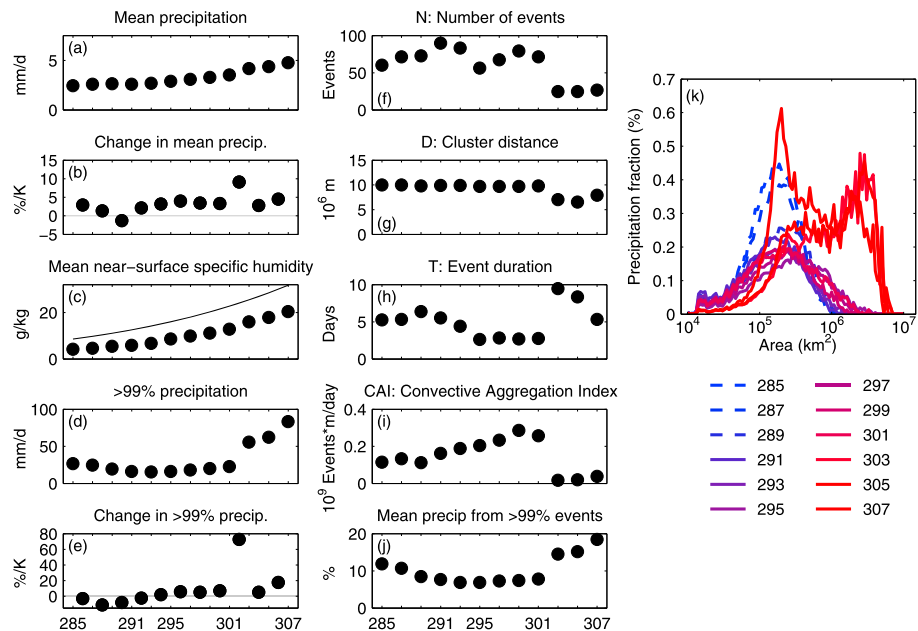 Mean precipitation
(a)
5
0
mm/d
Change in mean precip.
(b)
15
10
5
0
−5
%/K
Mean near−surface specific humidity
(c)
20
0
g/kg
>99% precipitation
(d)
100
50
0
mm/d
Change in >99% precip.
(e)
80
60
40
20
0
%/K
285 291 295 301 307
N: Number of events
(f)
100
50
0
Events
D: Cluster distance
(g)
15
10
5
0
10⁶ m
T: Event duration
(h)
10
5
0
Days
CAI: Convective Aggregation Index
(i)
0.4
0.2
0
10⁹ Events*m/day
Mean precip from >99% events
(j)
20
10
0
%
285 291 295 301 307
(k)
0.7
0.6
0.5
0.4
0.3
0.2
0.1
0
Precipitation fraction (%)
10⁴ 10⁵ 10⁶ 10⁷
Area (km²)
285
287
289
291
293
295
297
299
301
303
305
307